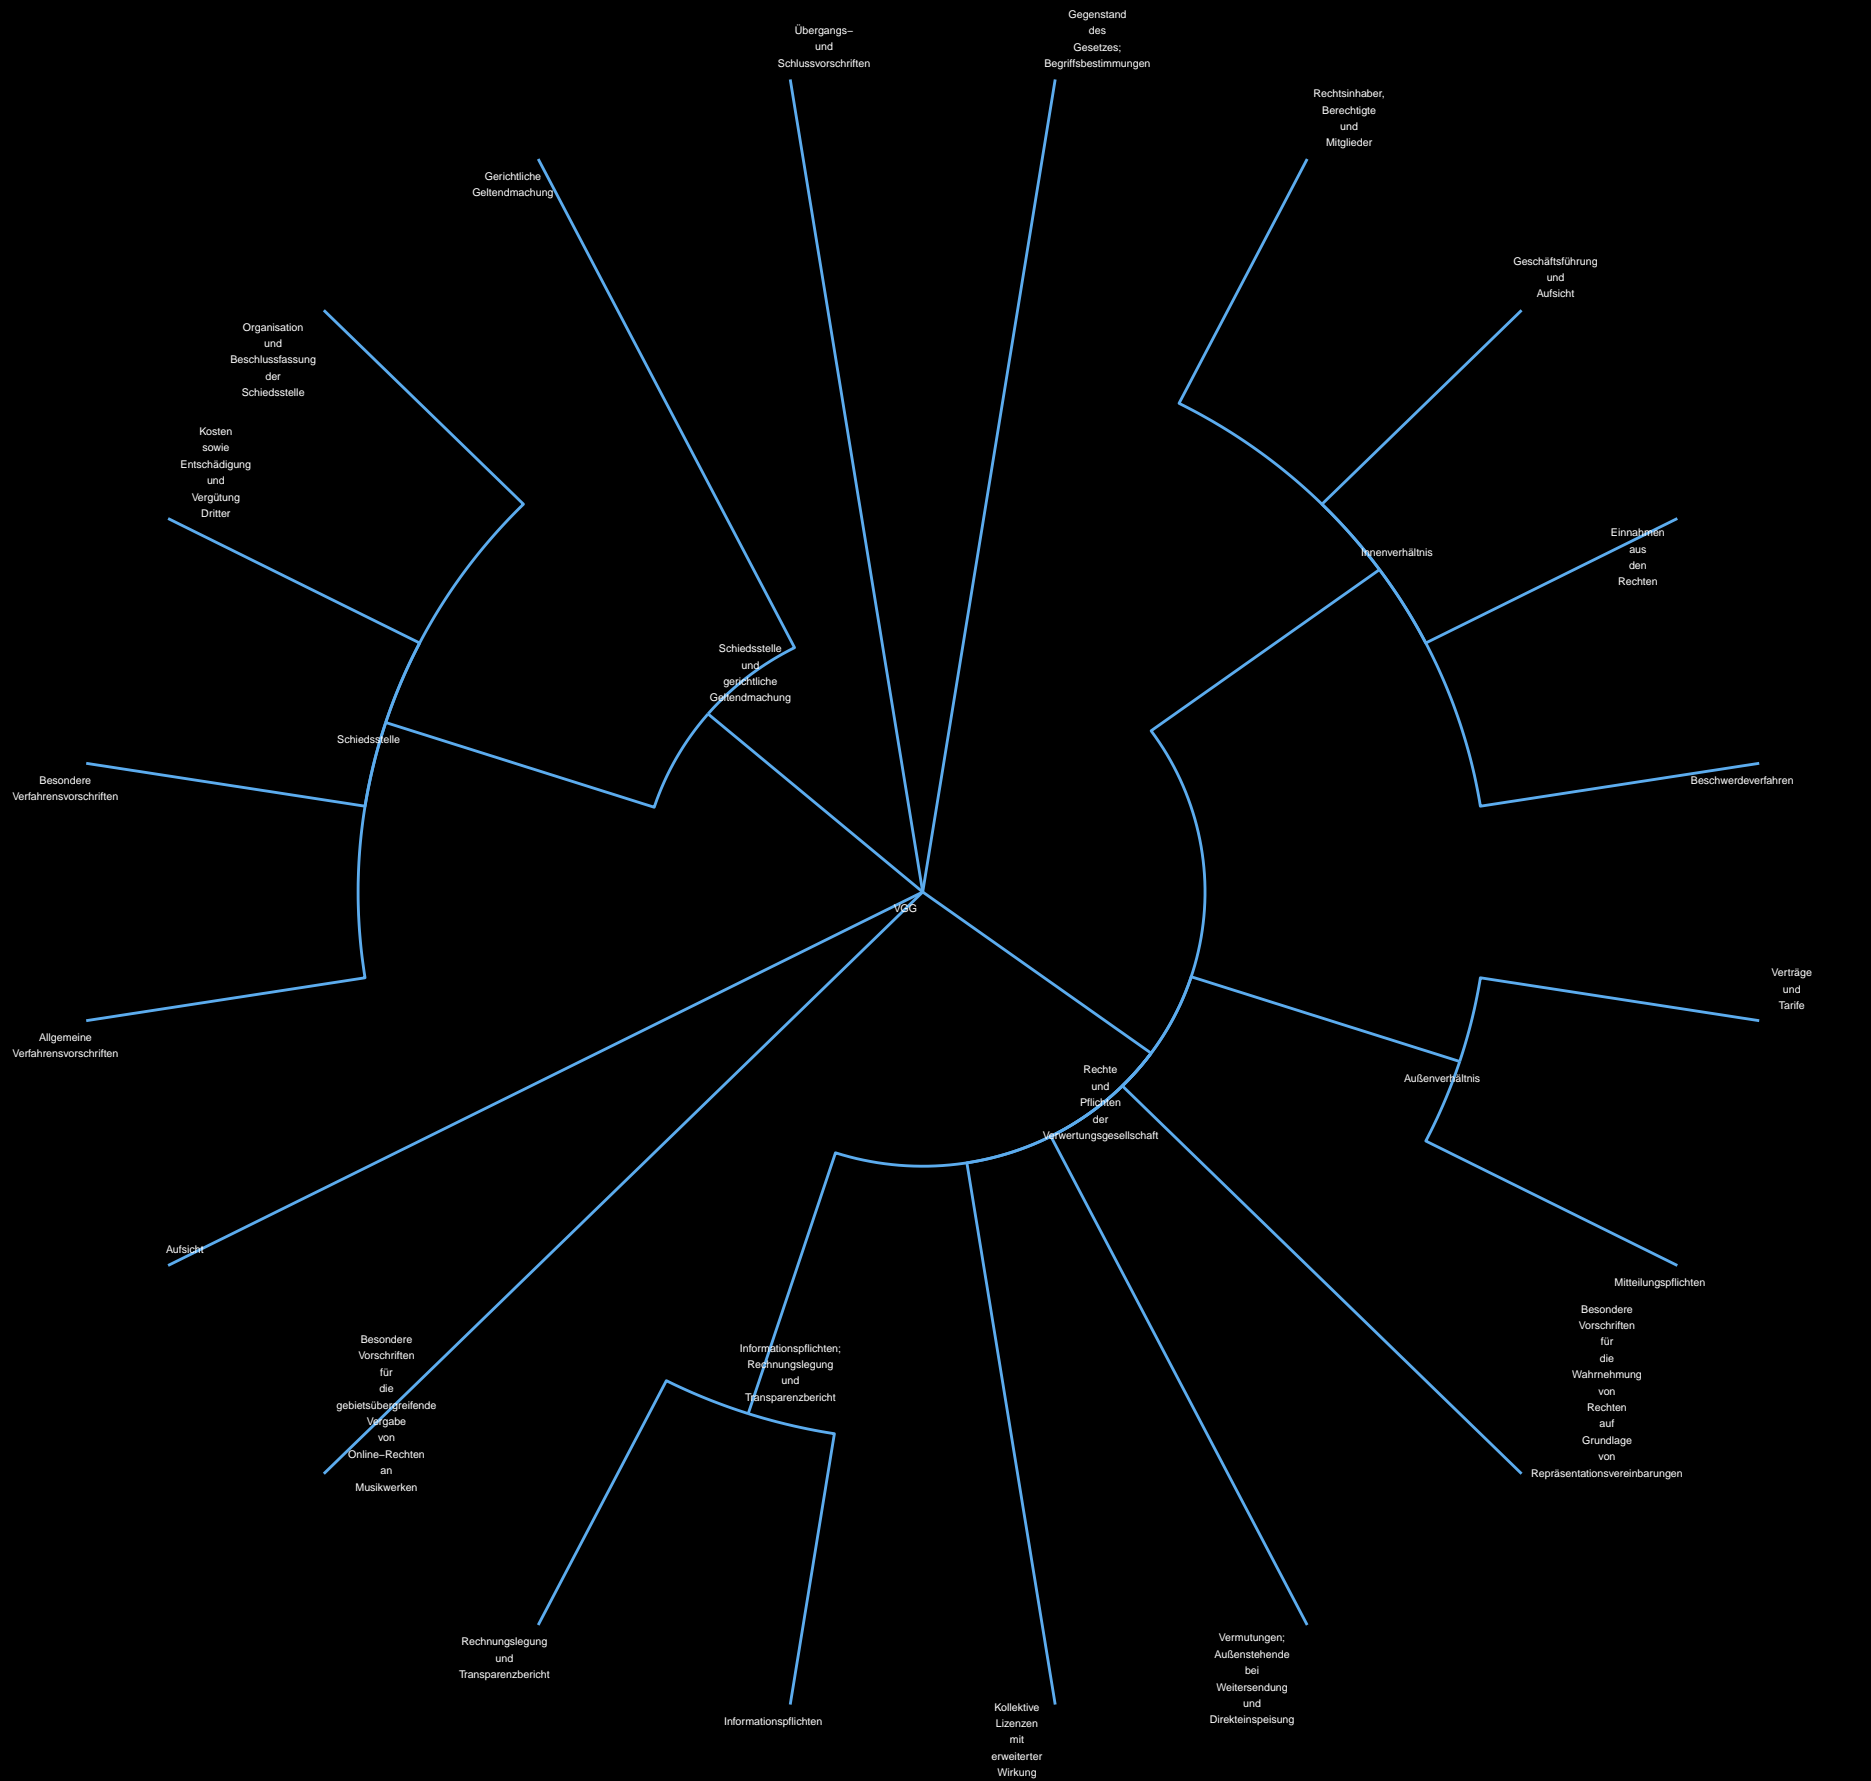 Gegenstand
des
Gesetzes;
Begriffsbestimmungen
Übergangs–
und
Schlussvorschriften
Rechtsinhaber,
Berechtigte
und
Mitglieder
Gerichtliche
Geltendmachung
Geschäftsführung
und
Aufsicht
Organisation
und
Beschlussfassung
der
Schiedsstelle
Kosten
sowie
Entschädigung
und
Vergütung
Dritter
Einnahmen
aus
den
Rechten
Innenverhältnis
Schiedsstelle
und
gerichtliche
Geltendmachung
Schiedsstelle
Besondere
Verfahrensvorschriften
Beschwerdeverfahren
VGG
Verträge
und
Tarife
Allgemeine
Verfahrensvorschriften
Rechte
und
Pflichten
der
Verwertungsgesellschaft
Außenverhältnis
Aufsicht
Mitteilungspflichten
Besondere
Vorschriften
für
die
Wahrnehmung
von
Rechten
auf
Grundlage
von
Repräsentationsvereinbarungen
Besondere
Vorschriften
für
die
gebietsübergreifende
Vergabe
von
Online–Rechten
an
Musikwerken
Informationspflichten;
Rechnungslegung
und
Transparenzbericht
Rechnungslegung
und
Transparenzbericht
Informationspflichten
Kollektive
Lizenzen
mit
erweiterter
Wirkung
Vermutungen;
Außenstehende
bei
Weitersendung
und
Direkteinspeisung